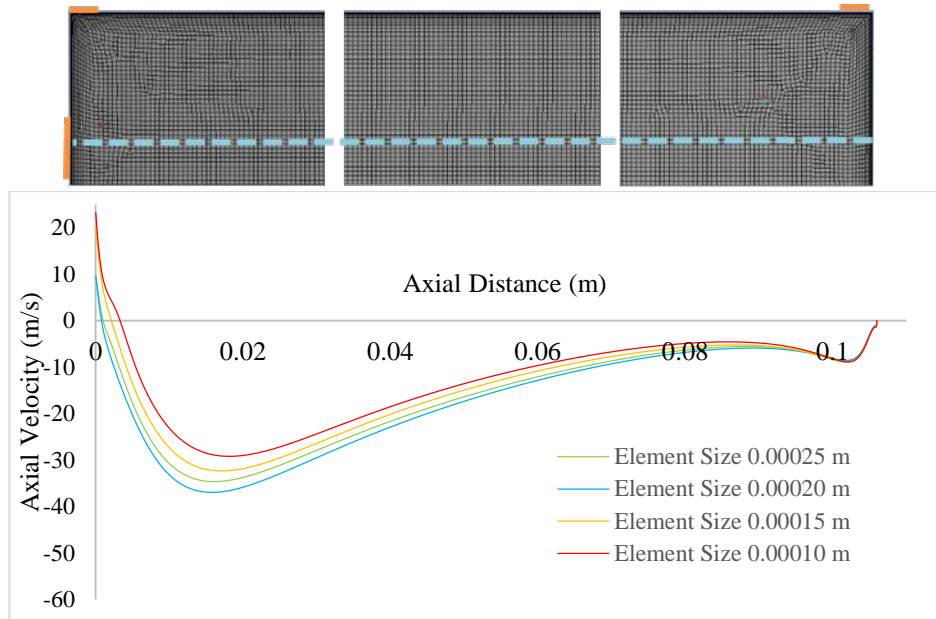 20
10
0
-10
-20
-30
-40
-50
-60
Axial Velocity (m/s)
Axial Distance (m)
0 0.02 0.04 0.06 0.08 0.1
Element Size 0.00025 m
Element Size 0.00020 m
Element Size 0.00015 m
Element Size 0.00010 m